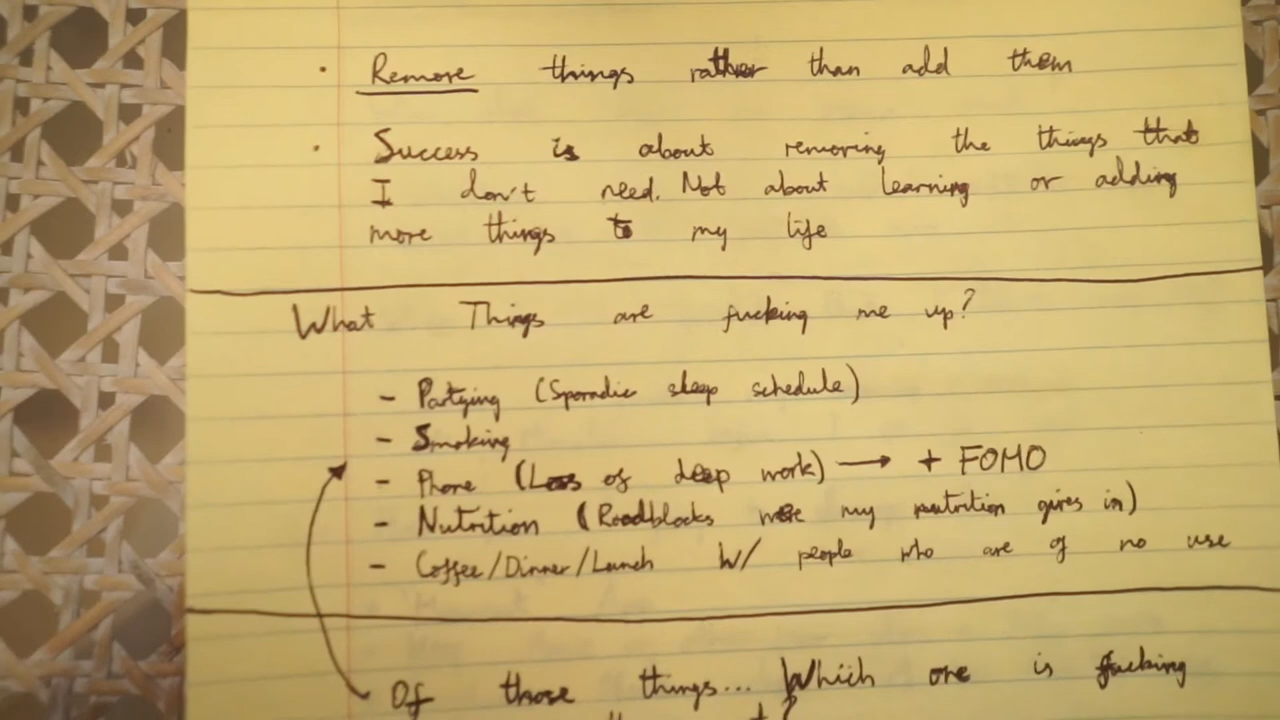 · Remove things rather than add them
· Success is about removing the things that
I don't need. Not about learning or adding
more things to my life
What Things are fucking me up?
- Partying (Sporadic sleep schedule)
- Smoking
- Phone (Loss of deep work) → + FOMO
- Nutrition (Roadblocks were my nutrition gives in)
- Coffee/Dinner/Lunch w/ people who are of no use
Of those things... Which one is fucking